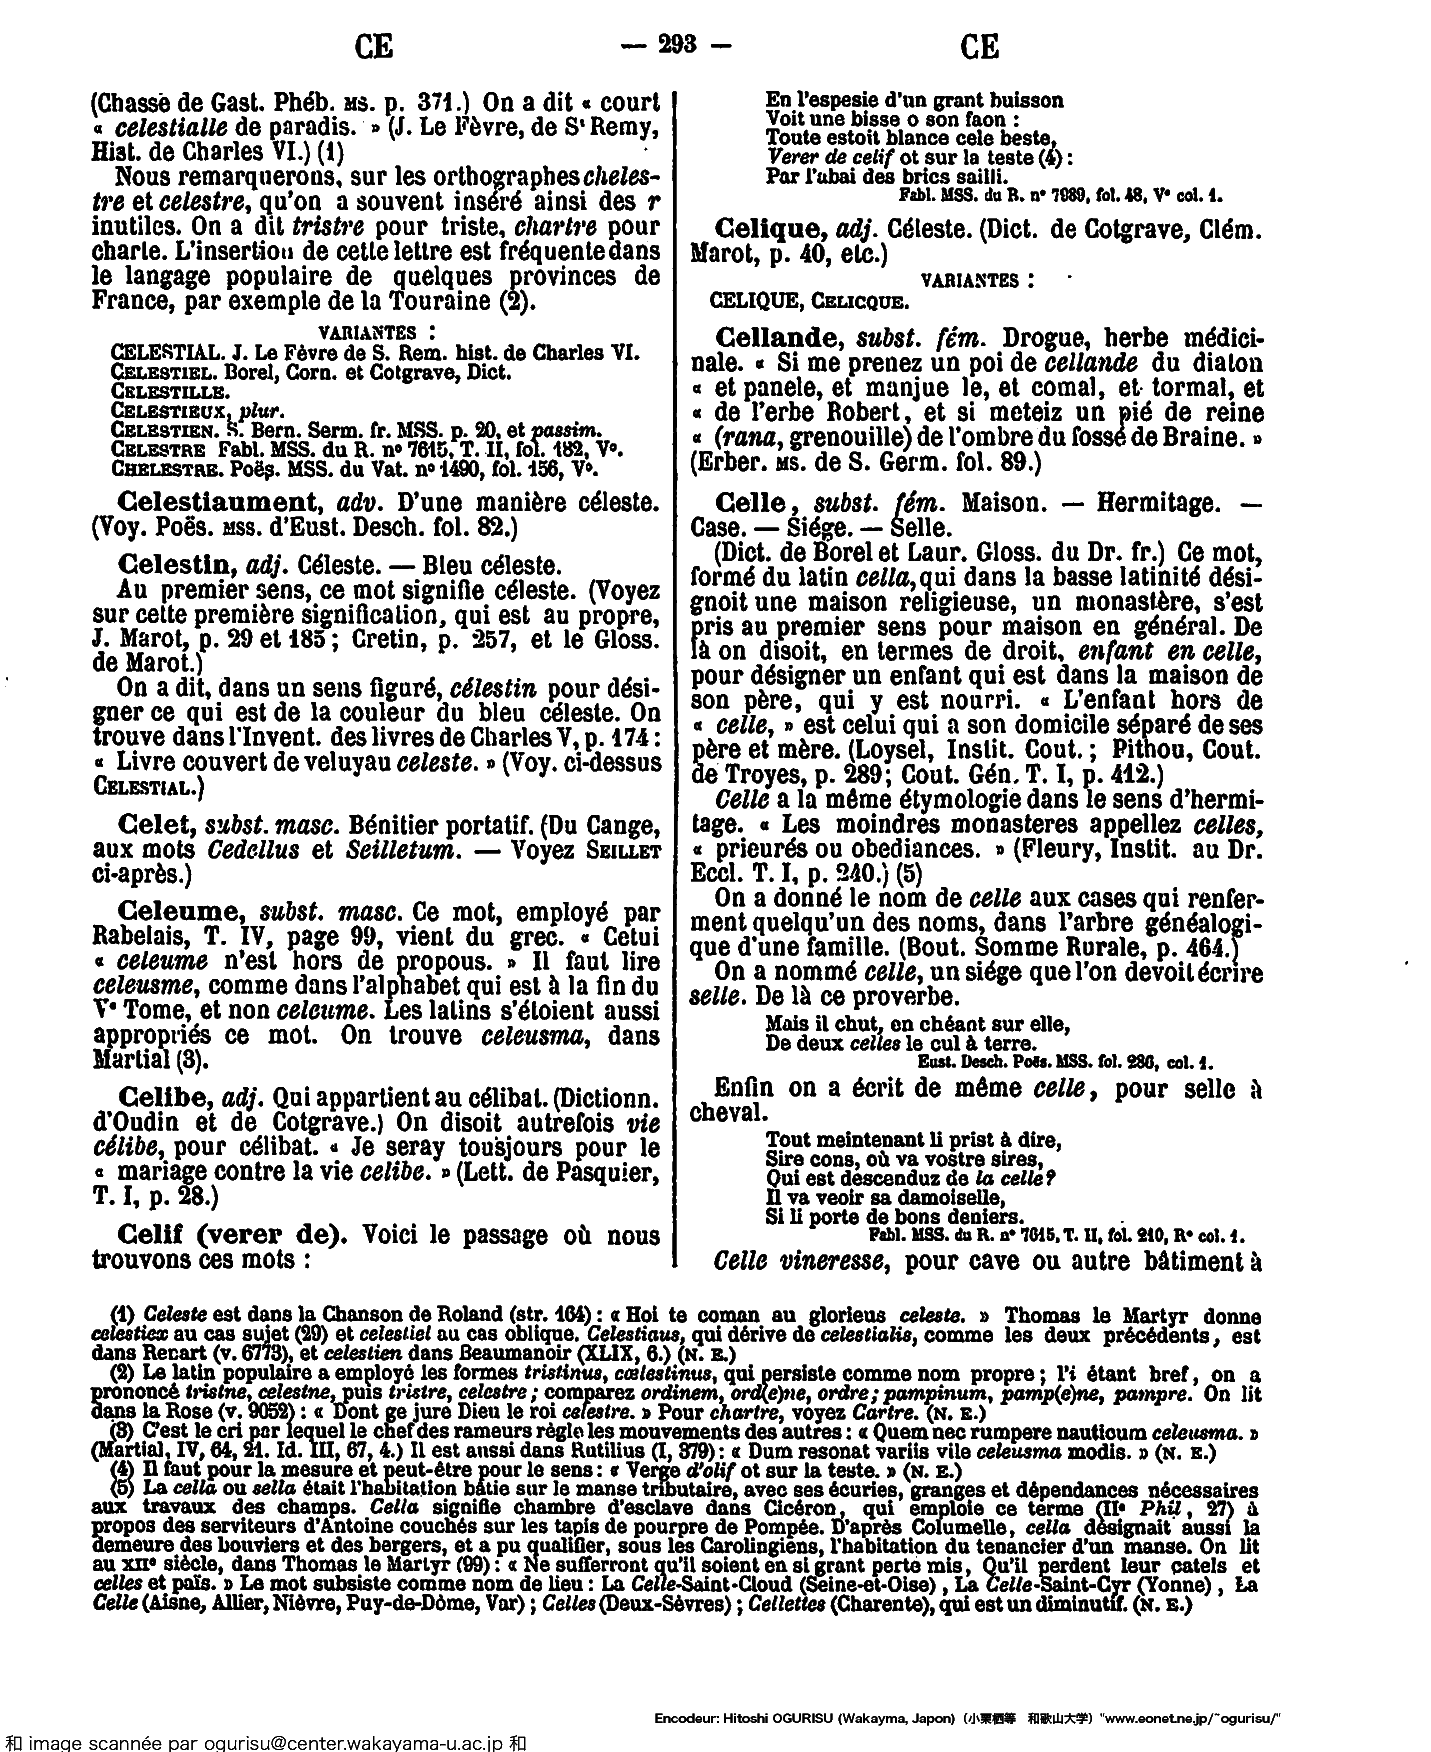 CE — 293 — CE
(Chasse de Gast. Phéb. MS. p. 371.) On a dit « court
« celestialle de paradis. » (J. Le Fèvre, de St Remy,
Hist. de Charles VI.) (1)
Nous remarquerons, sur les orthographes cheles-
tre et celestre, qu'on a souvent inséré ainsi des r
inutiles. On a dit tristre pour triste, chartre pour
charte. L'insertion de cette lettre est fréquente dans
le langage populaire de quelques provinces de
France, par exemple de la Touraine (2).
VARIANTES :
CELESTIAL. J. Le Fèvre de S. Rem. hist. de Charles VI.
CELESTIEL. Borel, Corn. et Cotgrave, Dict.
CELESTILLE.
CELESTIEUX, plur.
CELESTIEN. S. Bern. Serm. fr. MSS. p. 20, et passim.
CELESTRE Fabl. MSS. du R. nº 7615, T. II, fol. 182, Vº.
CHELESTRE. Poës. MSS. du Vat. nº 1490, fol. 156, Vº.
Celestiaument, adv. D'une manière céleste.
(Voy. Poës. MSS. d'Eust. Desch. fol. 82.)
Celestin, adj. Céleste. — Bleu céleste.
Au premier sens, ce mot signifie céleste. (Voyez
sur cette première signification, qui est au propre,
J. Marot, p. 29 et 185 ; Cretin, p. 257, et le Gloss.
de Marot.)
On a dit, dans un sens figuré, célestin pour dési-
gner ce qui est de la couleur du bleu céleste. On
trouve dans l'Invent. des livres de Charles V, p. 174 :
« Livre couvert de veluyau celeste. » (Voy. ci-dessus
CELESTIAL.)
Celet, subst. masc. Bénitier portatif. (Du Cange,
aux mots Cedellus et Seilletum. — Voyez SEILLET
ci-après.)
Celeume, subst. masc. Ce mot, employé par
Rabelais, T. IV, page 99, vient du grec. « Cetui
« celeume n'est hors de propous. » Il faut lire
celeusme, comme dans l'alphabet qui est à la fin du
Ve Tome, et non celeume. Les latins s'étoient aussi
appropriés ce mot. On trouve celeusma, dans
Martial (3).
Celibe, adj. Qui appartient au célibat. (Dictionn.
d'Oudin et de Cotgrave.) On disoit autrefois vie
célibe, pour célibat. « Je seray tousjours pour le
« mariage contre la vie celibe. » (Lett. de Pasquier,
T. I, p. 28.)
Celif (verer de). Voici le passage où nous
trouvons ces mots :
En l'espesie d'un grant buisson
Voit une bisse o son faon :
Toute estoit blance cele beste,
Verer de celif ot sur la teste (4) :
Par l'abai des brics sailli.
Fabl. MSS. du R. nº 7989, fol. 48, Vº col. 1.
Celique, adj. Céleste. (Dict. de Cotgrave, Clém.
Marot, p. 40, etc.)
VARIANTES :
CELIQUE, CELICQUE.
Cellande, subst. fém. Drogue, herbe médici-
nale. « Si me prenez un poi de cellande du diaton
« et panele, et manjue le, et comal, et tormal, et
« de l'erbe Robert, et si meteiz un pié de reine
« (rana, grenouille) de l'ombre du fossé de Braine. »
(Erber. MS. de S. Germ. fol. 89.)
Celle, subst. fém. Maison. — Hermitage. —
Case. — Siége. — Selle.
(Dict. de Borel et Laur. Gloss. du Dr. fr.) Ce mot,
formé du latin cella, qui dans la basse latinité dési-
gnoit une maison religieuse, un monastère, s'est
pris au premier sens pour maison en général. De
là on disoit, en termes de droit, enfant en celle,
pour désigner un enfant qui est dans la maison de
son père, qui y est nourri. « L'enfant hors de
« celle, » est celui qui a son domicile séparé de ses
père et mère. (Loysel, Instit. Cout. ; Pithou, Cout.
de Troyes, p. 289 ; Cout. Gén. T. I, p. 412.)
Celle a la même étymologie dans le sens d'hermi-
tage. « Les moindres monasteres appellez celles,
« prieurés ou obediances. » (Fleury, Instit. au Dr.
Eccl. T. I, p. 240.) (5)
On a donné le nom de celle aux cases qui renfer-
ment quelqu'un des noms, dans l'arbre généalogi-
que d'une famille. (Bout. Somme Rurale, p. 464.)
On a nommé celle, un siége que l'on devoit écrire
selle. De là ce proverbe.
Mais il chut, en chéant sur elle,
De deux celles le cul à terre.
Eust. Desch. Poës. MSS. fol. 286, col. 1.
Enfin on a écrit de même celle, pour selle à
cheval.
Tout meintenant li prist à dire,
Sire cons, où va vostre sires,
Qui est descenduz de la celle ?
Il va veoir sa damoiselle,
Si li porte de bons deniers.
Fabl. MSS. du R. nº 7615, T. II, fol. 210, Rº col. 1.
Celle vineresse, pour cave ou autre bâtiment à
(1) Celeste est dans la Chanson de Roland (str. 164) : « Hoi te coman au glorieus celeste. » Thomas le Martyr donne
celestiex au cas sujet (29) et celestiel au cas oblique. Celestiaus, qui dérive de celestialis, comme les deux précédents, est
dans Renart (v. 6773), et celestien dans Beaumanoir (XLIX, 6.) (N. E.)
(2) Le latin populaire a employé les formes tristinus, cœlestinus, qui persiste comme nom propre ; l'i étant bref, on a
prononcé tristne, celestne, puis tristre, celestre ; comparez ordinem, ord(e)ne, ordre ; pampinum, pamp(e)ne, pampre. On lit
dans la Rose (v. 9052) : « Dont ge jure Dieu le roi celestre. » Pour chartre, voyez Cartre. (N. E.)
(3) C'est le cri par lequel le chef des rameurs règle les mouvements des autres : « Quem nec rumpere nauticum celeusma. »
(Martial, IV, 64, 21. Id. III, 67, 4.) Il est aussi dans Rutilius (I, 379) : « Dum resonat variis vile celeusma modis. » (N. E.)
(4) Il faut pour la mesure et peut-être pour le sens : « Verge d'olif ot sur la teste. » (N. E.)
(5) La cella ou sella était l'habitation bâtie sur le manse tributaire, avec ses écuries, granges et dépendances nécessaires
aux travaux des champs. Cella signifie chambre d'esclave dans Cicéron, qui emploie ce terme (IIe Phil., 27) à
propos des serviteurs d'Antoine couchés sur les tapis de pourpre de Pompée. D'après Columelle, cella désignait aussi la
demeure des bouviers et des bergers, et a pu qualifier, sous les Carolingiens, l'habitation du tenancier d'un manse. On lit
au XIIe siècle, dans Thomas le Martyr (99) : « Ne sufferront qu'il soient en si grant perte mis, Qu'il perdent leur catels et
celles et païs. » Le mot subsiste comme nom de lieu : La Celle-Saint-Cloud (Seine-et-Oise), La Celle-Saint-Cyr (Yonne), La
Celle (Aisne, Allier, Nièvre, Puy-de-Dôme, Var) ; Celles (Deux-Sèvres) ; Cellettes (Charente), qui est un diminutif. (N. E.)
Encodeur: Hitoshi OGURISU (Wakayma, Japon)（小栗栖等　和歌山大学）"www.eonet.ne.jp/~ogurisu/"
和 image scannée par ogurisu@center.wakayama-u.ac.jp 和